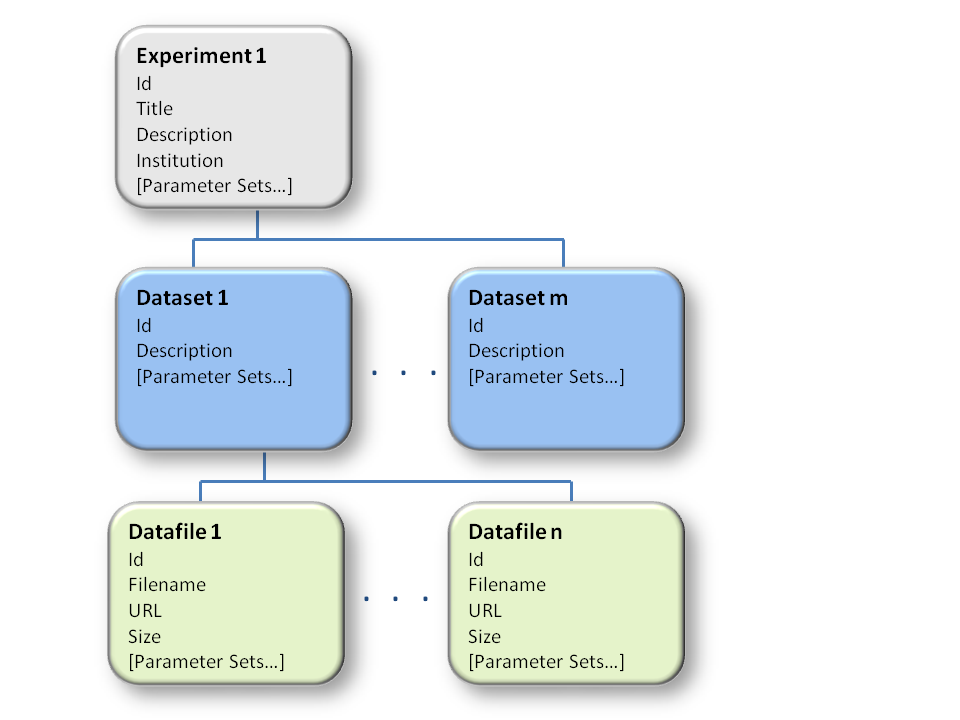 Experiment 1
Id
Title
Description
Institution
[Parameter Sets...]
Dataset 1
Id
Description
[Parameter Sets...]
. . .
Dataset m
Id
Description
[Parameter Sets...]
Datafile 1
Id
Filename
URL
Size
[Parameter Sets...]
. . .
Datafile n
Id
Filename
URL
Size
[Parameter Sets...]